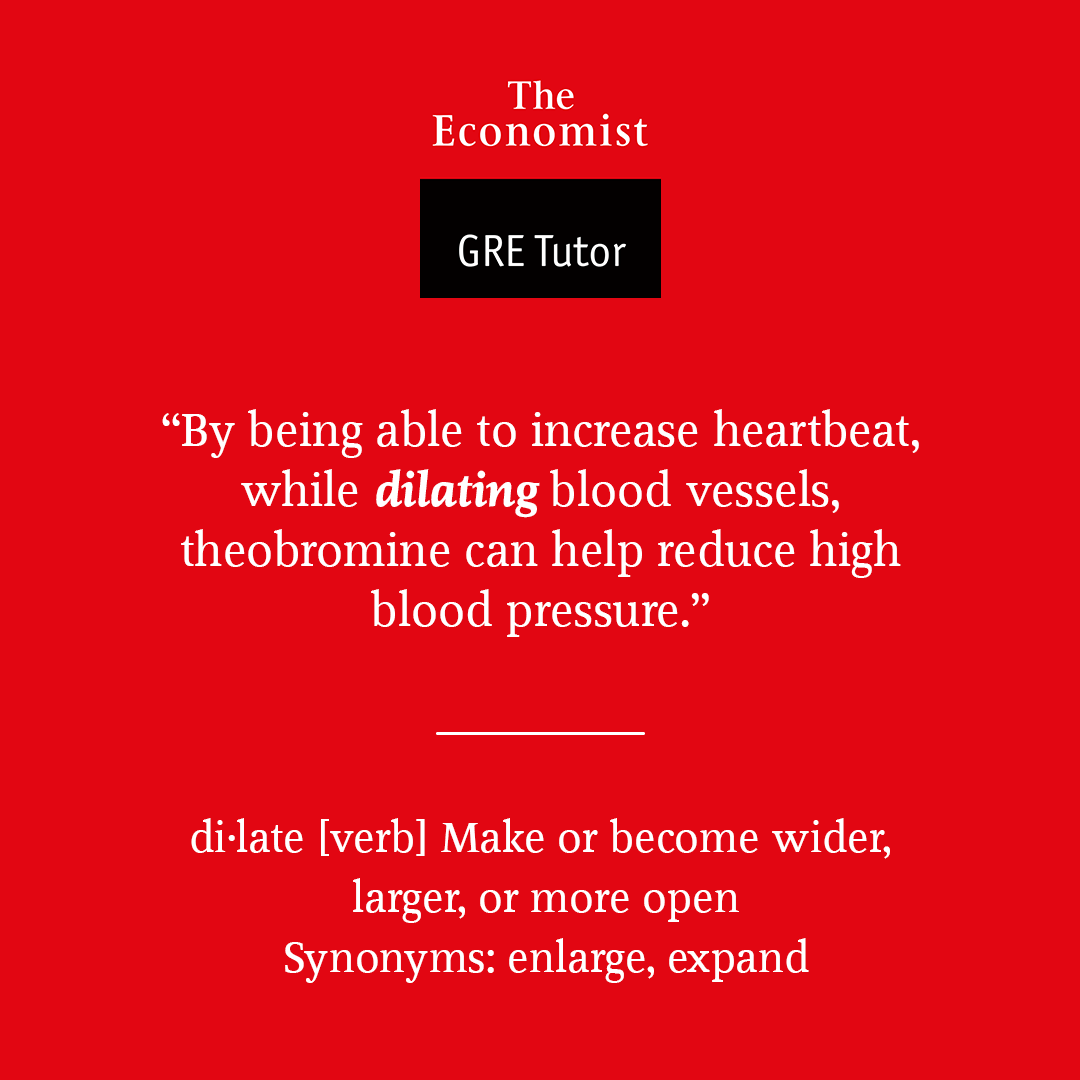 The
Economist
GRE Tutor
“By being able to increase heartbeat,
while dilating blood vessels,
theobromine can help reduce high
blood pressure.”
di·late [verb] Make or become wider,
larger, or more open
Synonyms: enlarge, expand